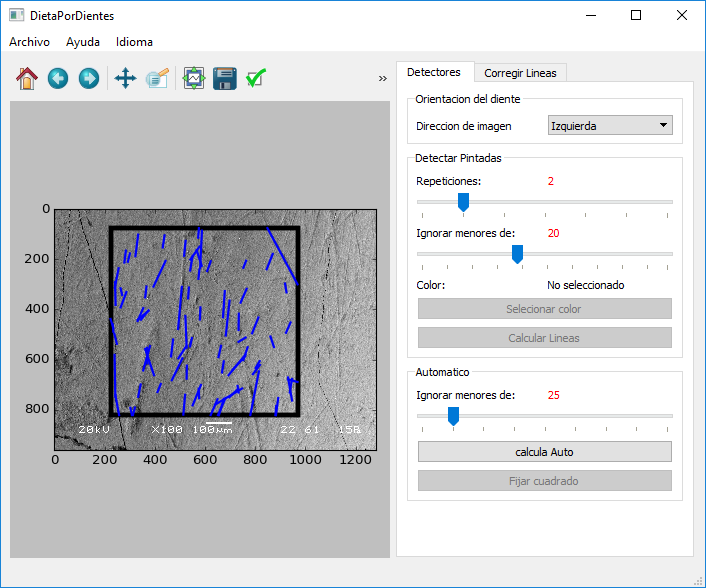 DietaPorDientes
Archivo Ayuda Idioma
»
Detectores Corregir Lineas
Orientacion del diente
Direccion de imagen Izquierda
Detectar Pintadas
Repeticiones: 2
Ignorar menores de: 20
Color: No seleccionado
Selecionar color
Calcular Lineas
Automatico
Ignorar menores de: 25
calcula Auto
Fijar cuadrado
0
200
400
600
800
20kV X100 100µm 22 61 15A
0 200 400 600 800 1000 1200